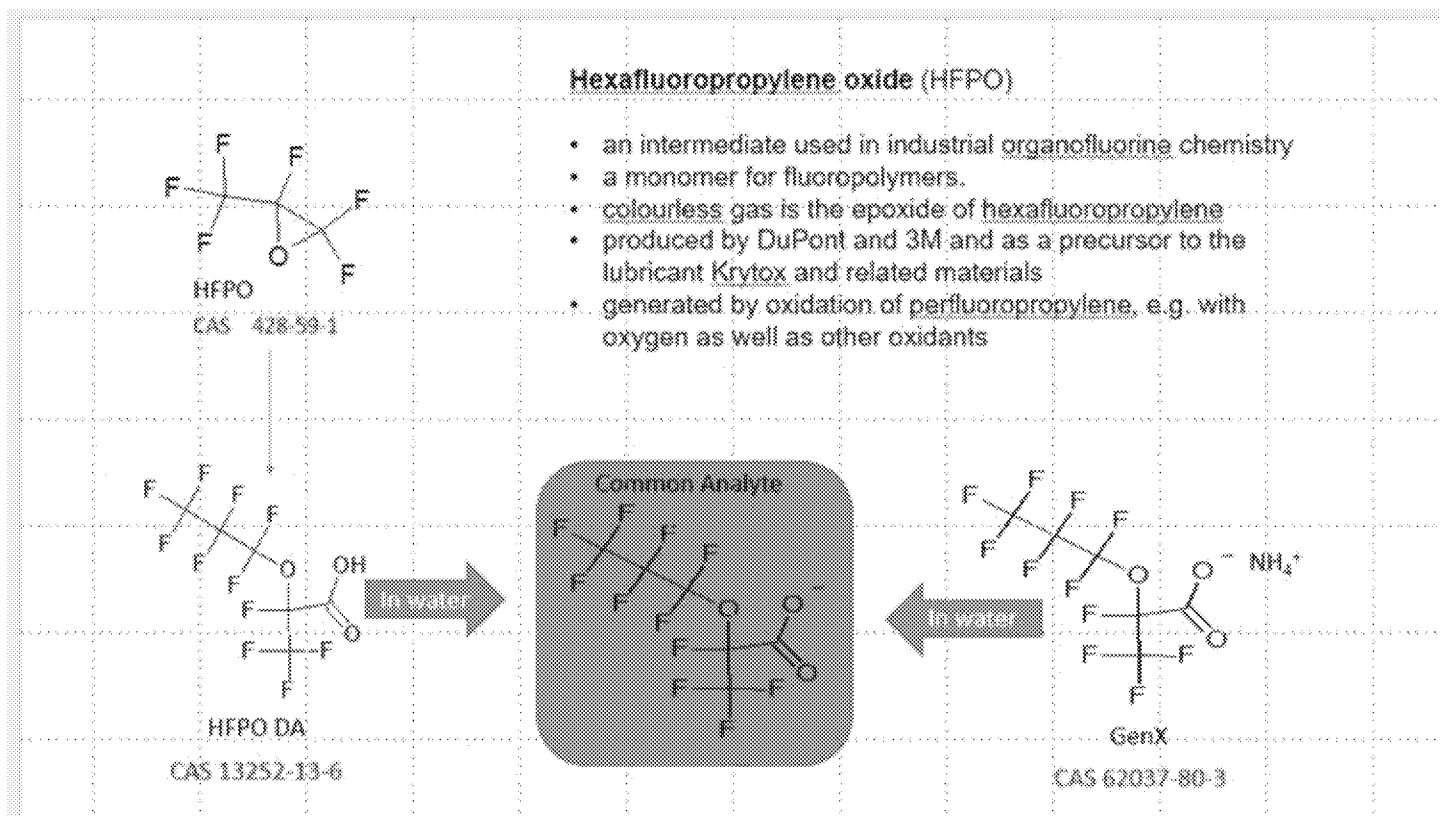 Hexafluoropropylene oxide (HFPO)
• an intermediate used in industrial organofluorine chemistry
• a monomer for fluoropolymers.
• colourless gas is the epoxide of hexafluoropropylene
• produced by DuPont and 3M and as a precursor to the
lubricant Krytox and related materials
• generated by oxidation of perfluoropropylene, e.g. with
oxygen as well as other oxidants
F
F
F
F
F
O
F
HFPO
CAS 428-59-1
F
F
F
F
F
F
F
O
OH
F
O
F
F
F
HFPO DA
CAS 13252-13-6
In water
Common Analyte
F
F
F
F
F
F
F
O
O
F
O
F
F
F
In water
F
F
F
F
F
F
F
O
O⁻ NH₄⁺
F
O
F
F
F
GenX
CAS 62037-80-3